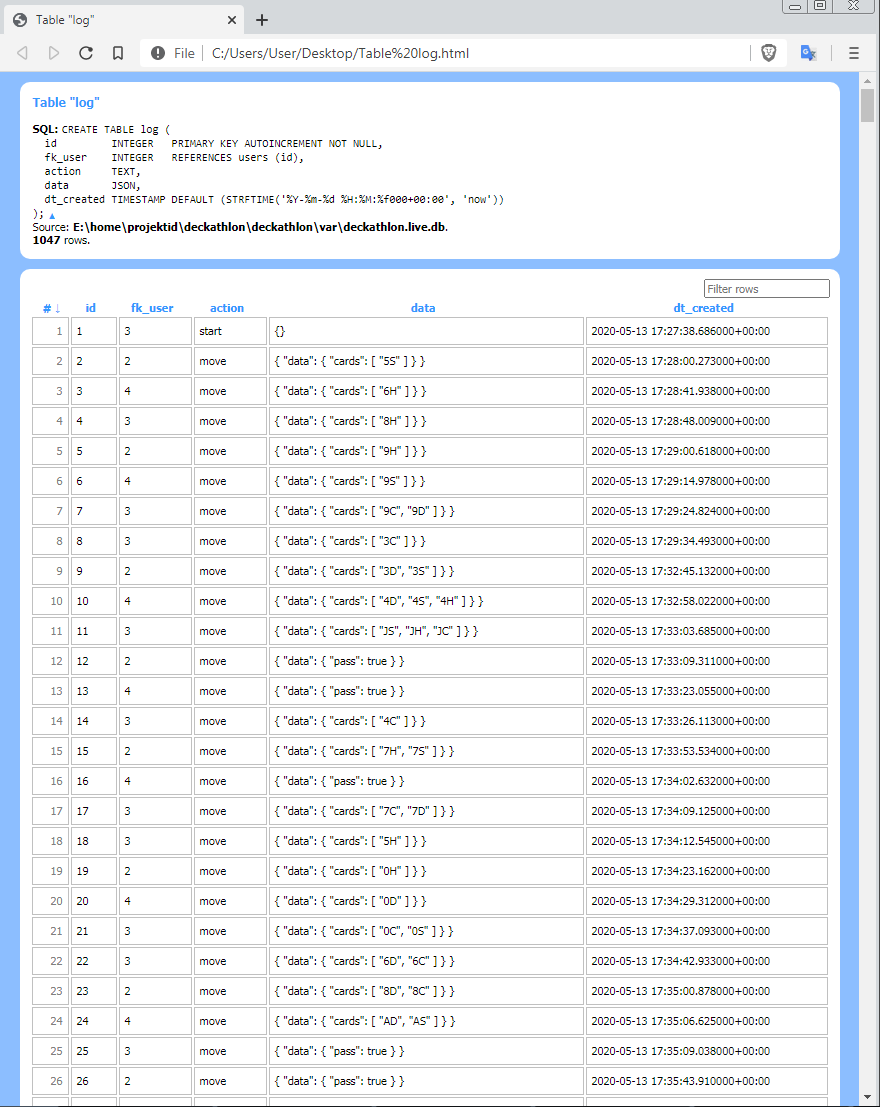 Table "log"
File C:/Users/User/Desktop/Table%20log.html
Table "log"
SQL: CREATE TABLE log (
id INTEGER PRIMARY KEY AUTOINCREMENT NOT NULL,
fk_user INTEGER REFERENCES users (id),
action TEXT,
data JSON,
dt_created TIMESTAMP DEFAULT (STRFTIME('%Y-%m-%d %H:%M:%f000+00:00', 'now'))
); ▲
Source: E:\home\projektid\deckathlon\deckathlon\var\deckathlon.live.db.
1047 rows.
Filter rows
# ↓ id fk_user action data dt_created
1 1 3 start {} 2020-05-13 17:27:38.686000+00:00
2 2 2 move { "data": { "cards": [ "5S" ] } } 2020-05-13 17:28:00.273000+00:00
3 3 4 move { "data": { "cards": [ "6H" ] } } 2020-05-13 17:28:41.938000+00:00
4 4 3 move { "data": { "cards": [ "8H" ] } } 2020-05-13 17:28:48.009000+00:00
5 5 2 move { "data": { "cards": [ "9H" ] } } 2020-05-13 17:29:00.618000+00:00
6 6 4 move { "data": { "cards": [ "9S" ] } } 2020-05-13 17:29:14.978000+00:00
7 7 3 move { "data": { "cards": [ "9C", "9D" ] } } 2020-05-13 17:29:24.824000+00:00
8 8 3 move { "data": { "cards": [ "3C" ] } } 2020-05-13 17:29:34.493000+00:00
9 9 2 move { "data": { "cards": [ "3D", "3S" ] } } 2020-05-13 17:32:45.132000+00:00
10 10 4 move { "data": { "cards": [ "4D", "4S", "4H" ] } } 2020-05-13 17:32:58.022000+00:00
11 11 3 move { "data": { "cards": [ "JS", "JH", "JC" ] } } 2020-05-13 17:33:03.685000+00:00
12 12 2 move { "data": { "pass": true } } 2020-05-13 17:33:09.311000+00:00
13 13 4 move { "data": { "pass": true } } 2020-05-13 17:33:23.055000+00:00
14 14 3 move { "data": { "cards": [ "4C" ] } } 2020-05-13 17:33:26.113000+00:00
15 15 2 move { "data": { "cards": [ "7H", "7S" ] } } 2020-05-13 17:33:53.534000+00:00
16 16 4 move { "data": { "pass": true } } 2020-05-13 17:34:02.632000+00:00
17 17 3 move { "data": { "cards": [ "7C", "7D" ] } } 2020-05-13 17:34:09.125000+00:00
18 18 3 move { "data": { "cards": [ "5H" ] } } 2020-05-13 17:34:12.545000+00:00
19 19 2 move { "data": { "cards": [ "0H" ] } } 2020-05-13 17:34:23.162000+00:00
20 20 4 move { "data": { "cards": [ "0D" ] } } 2020-05-13 17:34:29.312000+00:00
21 21 3 move { "data": { "cards": [ "0C", "0S" ] } } 2020-05-13 17:34:37.093000+00:00
22 22 3 move { "data": { "cards": [ "6D", "6C" ] } } 2020-05-13 17:34:42.933000+00:00
23 23 2 move { "data": { "cards": [ "8D", "8C" ] } } 2020-05-13 17:35:00.878000+00:00
24 24 4 move { "data": { "cards": [ "AD", "AS" ] } } 2020-05-13 17:35:06.625000+00:00
25 25 3 move { "data": { "pass": true } } 2020-05-13 17:35:09.038000+00:00
26 26 2 move { "data": { "pass": true } } 2020-05-13 17:35:43.910000+00:00